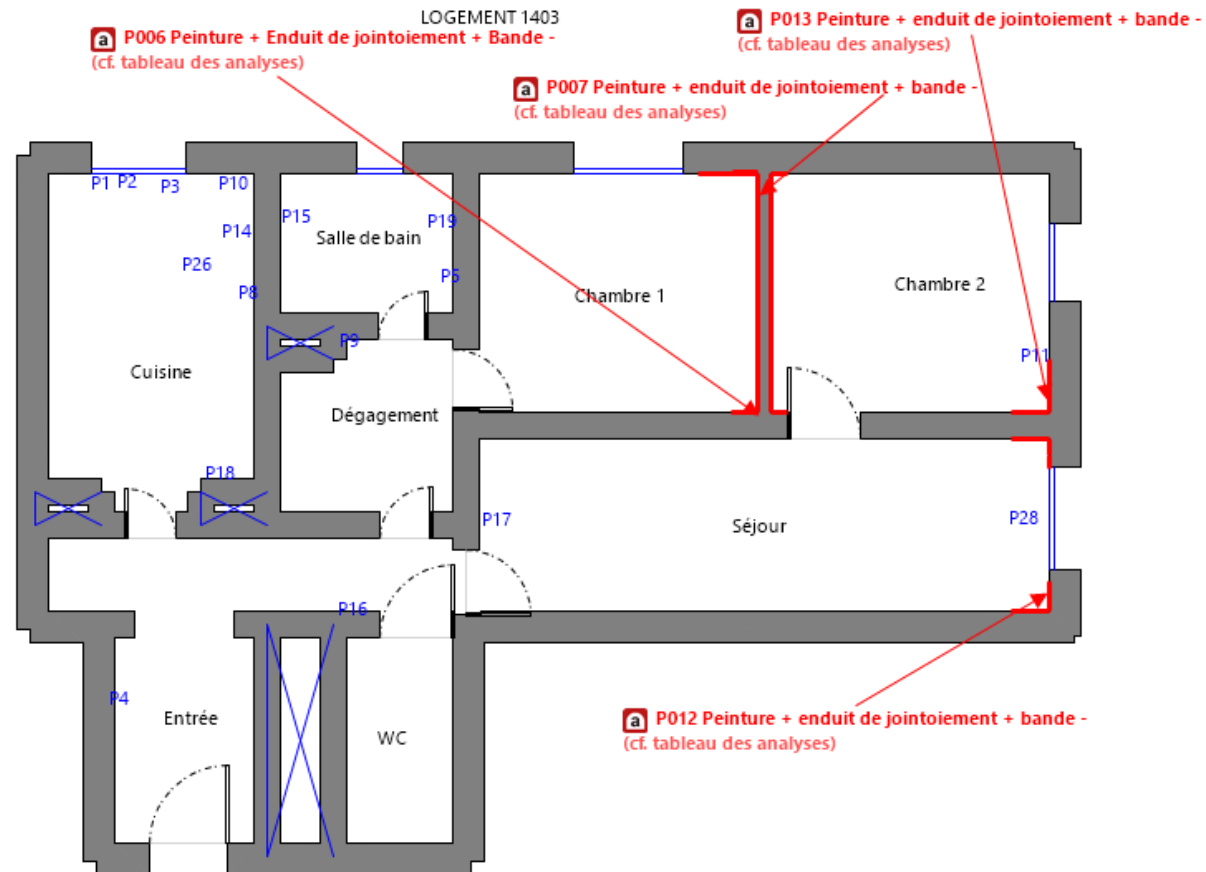 LOGEMENT 1403
a P013 Peinture + enduit de jointoiement + bande -
(cf. tableau des analyses)
a P006 Peinture + Enduit de jointoiement + Bande -
(cf. tableau des analyses)
a P007 Peinture + enduit de jointoiement + bande -
(cf. tableau des analyses)
P1 P2 P3 P10
P15
P19
P14
Salle de bain
P26
P5
P8
Chambre 1
Chambre 2
P9
P11
Cuisine
Dégagement
P18
P17
Séjour
P28
P16
P4
Entrée
WC
a P012 Peinture + enduit de jointoiement + bande -
(cf. tableau des analyses)